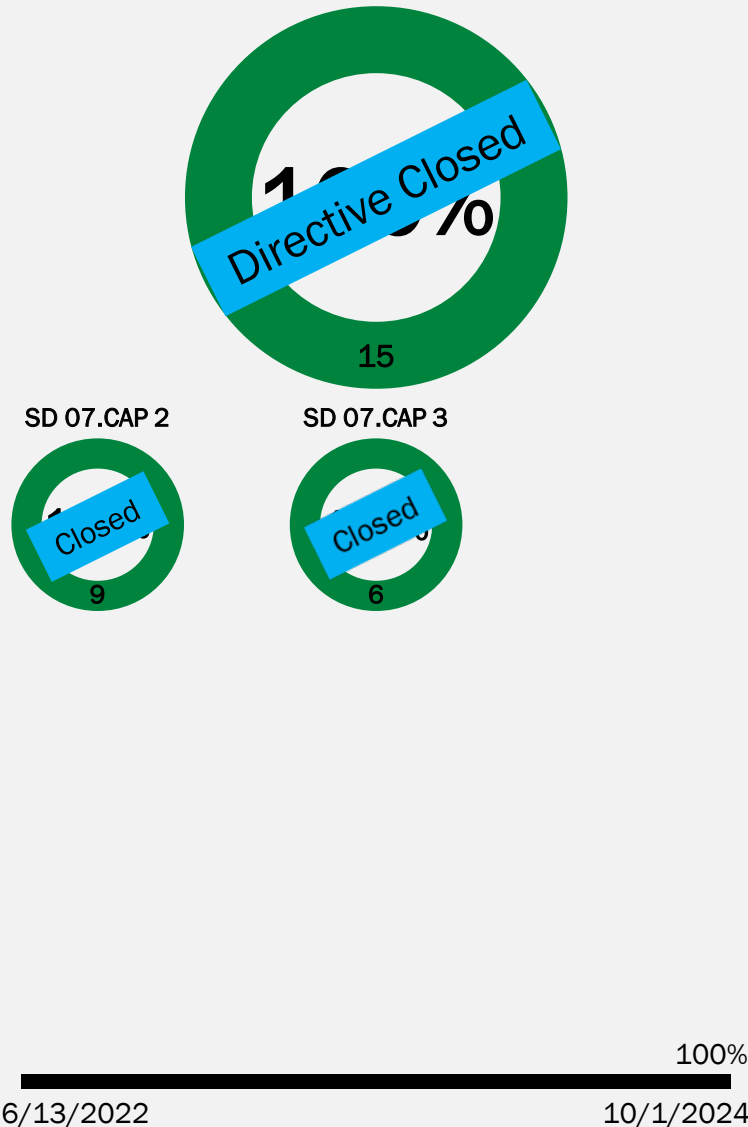 Directive Closed
15
SD 07.CAP 2
SD 07.CAP 3
Closed
Closed
9
6
100%
6/13/2022
10/1/2024